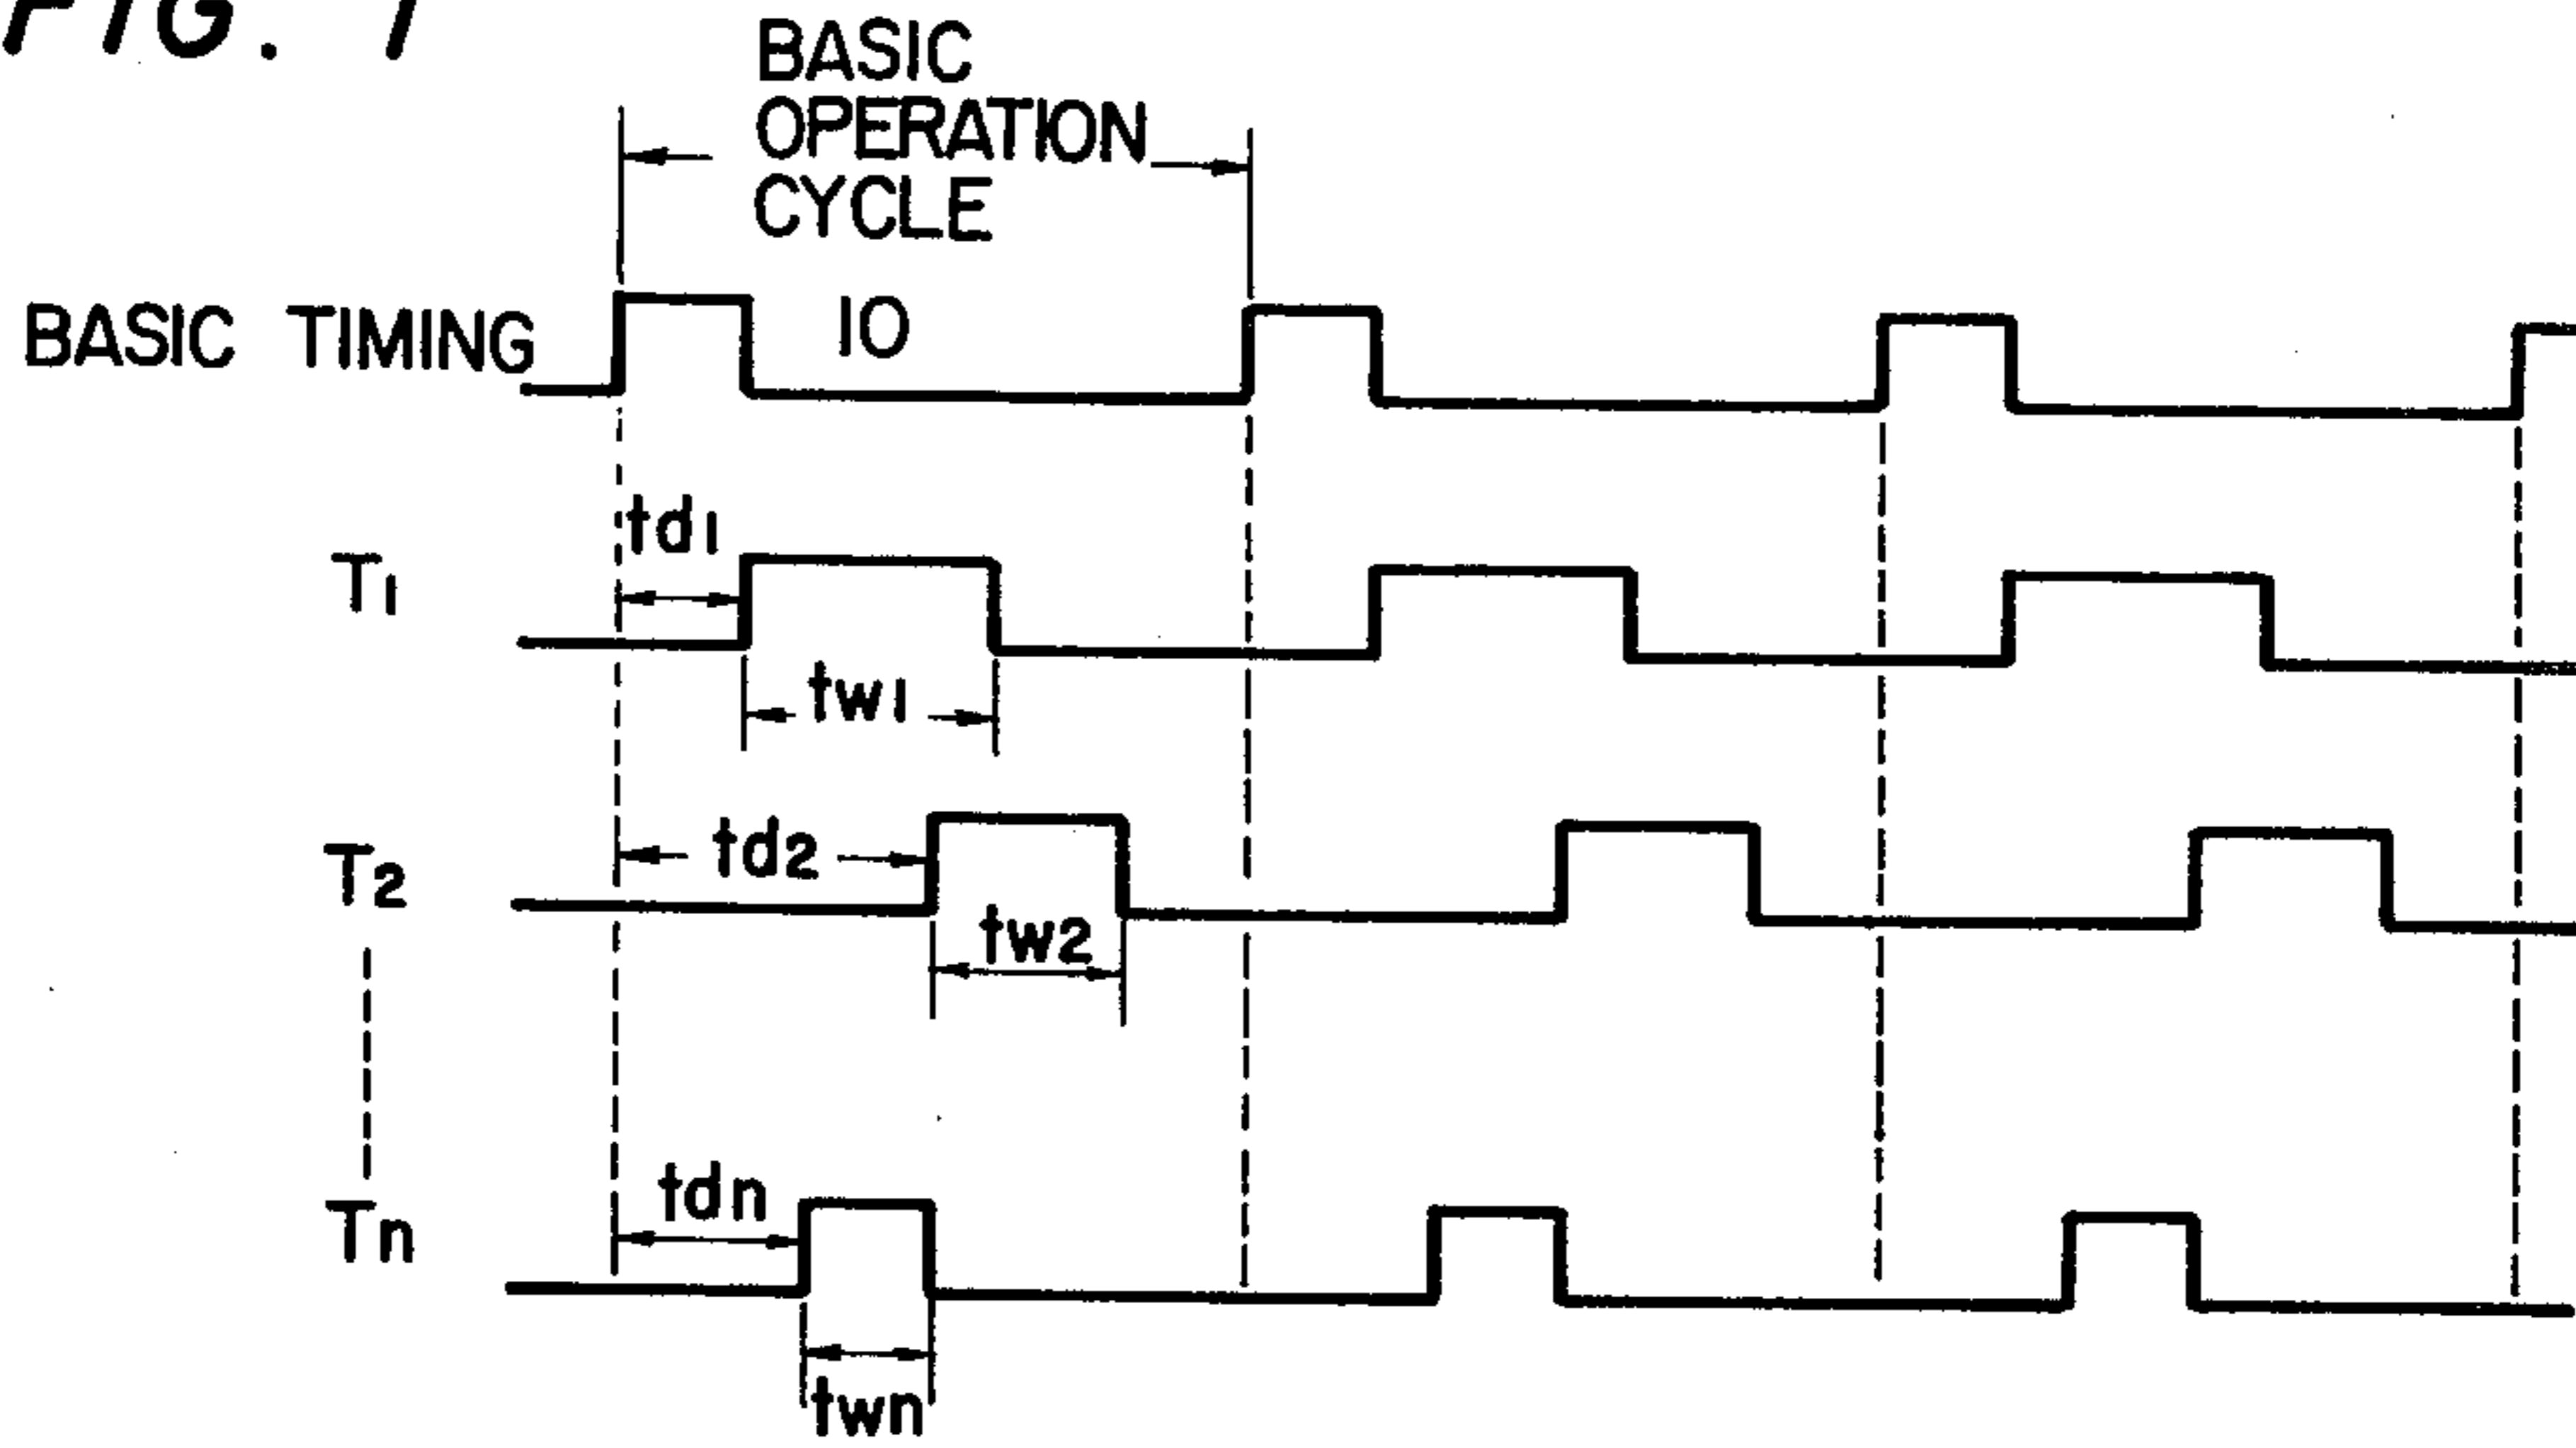 FIG. 1
BASIC
OPERATION
CYCLE
BASIC TIMING
10
td1
T1
tw1
td2
T2
tw2
tdn
Tn
twn